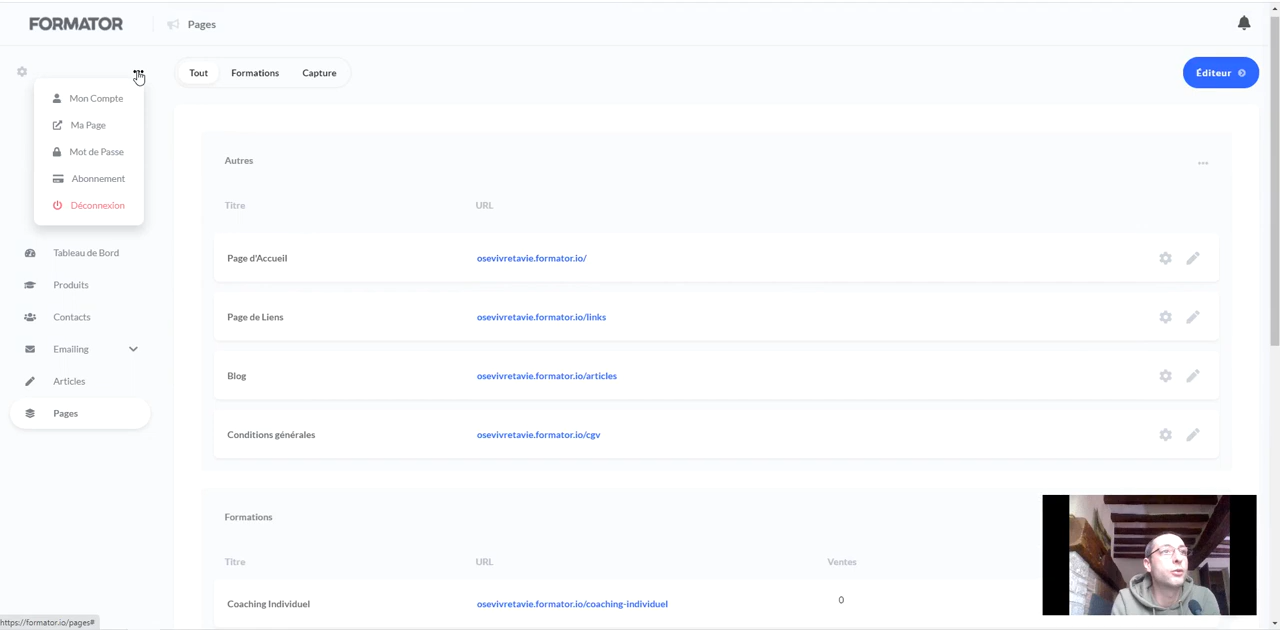 FORMATOR
Pages
Tout
Formations
Capture
Éditeur
Mon Compte
Ma Page
Mot de Passe
Abonnement
Déconnexion
Tableau de Bord
Produits
Contacts
Emailing
Articles
Pages
Autres
...
Titre URL
Page d'Accueil osevivretavie.formator.io/
Page de Liens osevivretavie.formator.io/links
Blog osevivretavie.formator.io/articles
Conditions générales osevivretavie.formator.io/cgv
Formations
Titre URL Ventes
Coaching Individuel osevivretavie.formator.io/coaching-individuel 0
https://formator.io/pages#